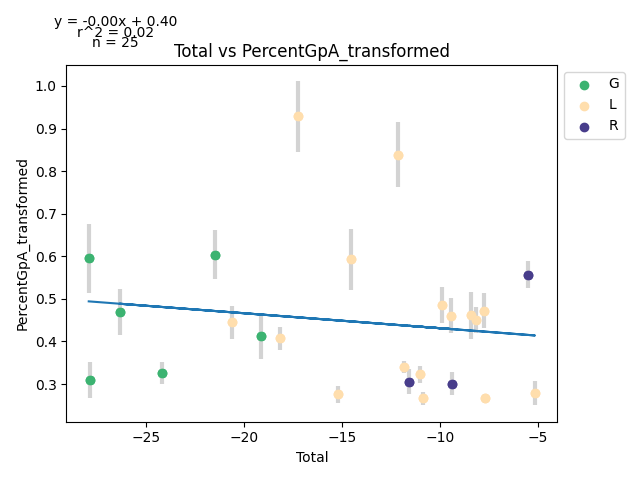 y = -0.00x + 0.40
r^2 = 0.02
n = 25
Total vs PercentGpA_transformed
G
L
R
1.0
0.9
0.8
0.7
0.6
0.5
0.4
0.3
PercentGpA_transformed
−25
−20
−15
−10
−5
Total